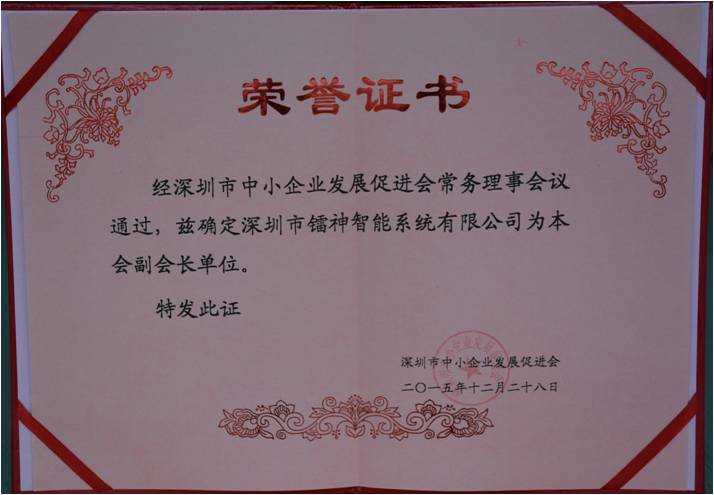 荣誉证书
经深圳市中小企业发展促进会常务理事会议
通过，兹确定深圳市镭神智能系统有限公司为本
会副会长单位。
特发此证
深圳市中小企业发展促进会
二〇一五年十二月二十八日